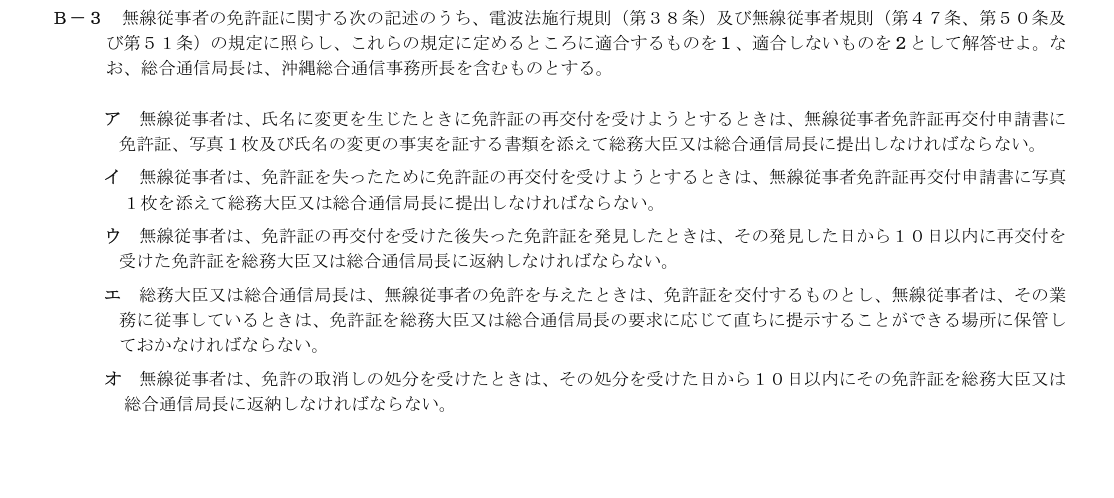 B－3　無線従事者の免許証に関する次の記述のうち、電波法施行規則（第３８条）及び無線従事者規則（第４７条、第５０条及
び第５１条）の規定に照らし、これらの規定に定めるところに適合するものを1、適合しないものを2として解答せよ。な
お、総合通信局長は、沖縄総合通信事務所長を含むものとする。
ア　無線従事者は、氏名に変更を生じたときに免許証の再交付を受けようとするときは、無線従事者免許証再交付申請書に
免許証、写真１枚及び氏名の変更の事実を証する書類を添えて総務大臣又は総合通信局長に提出しなければならない。
イ　無線従事者は、免許証を失ったために免許証の再交付を受けようとするときは、無線従事者免許証再交付申請書に写真
１枚を添えて総務大臣又は総合通信局長に提出しなければならない。
ウ　無線従事者は、免許証の再交付を受けた後失った免許証を発見したときは、その発見した日から１０日以内に再交付を
受けた免許証を総務大臣又は総合通信局長に返納しなければならない。
エ　総務大臣又は総合通信局長は、無線従事者の免許を与えたときは、免許証を交付するものとし、無線従事者は、その業
務に従事しているときは、免許証を総務大臣又は総合通信局長の要求に応じて直ちに提示することができる場所に保管し
ておかなければならない。
オ　無線従事者は、免許の取消しの処分を受けたときは、その処分を受けた日から１０日以内にその免許証を総務大臣又は
総合通信局長に返納しなければならない。